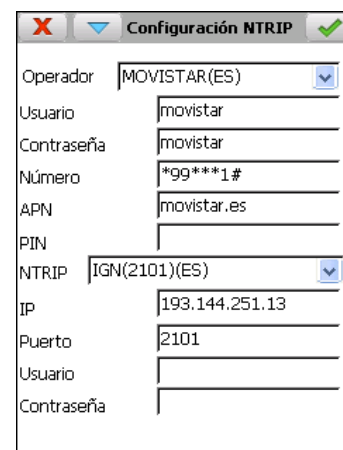 X Configuración NTRIP
Operador MOVISTAR(ES)
Usuario movistar
Contraseña movistar
Número *99***1#
APN movistar.es
PIN
NTRIP IGN(2101)(ES)
IP 193.144.251.13
Puerto 2101
Usuario
Contraseña